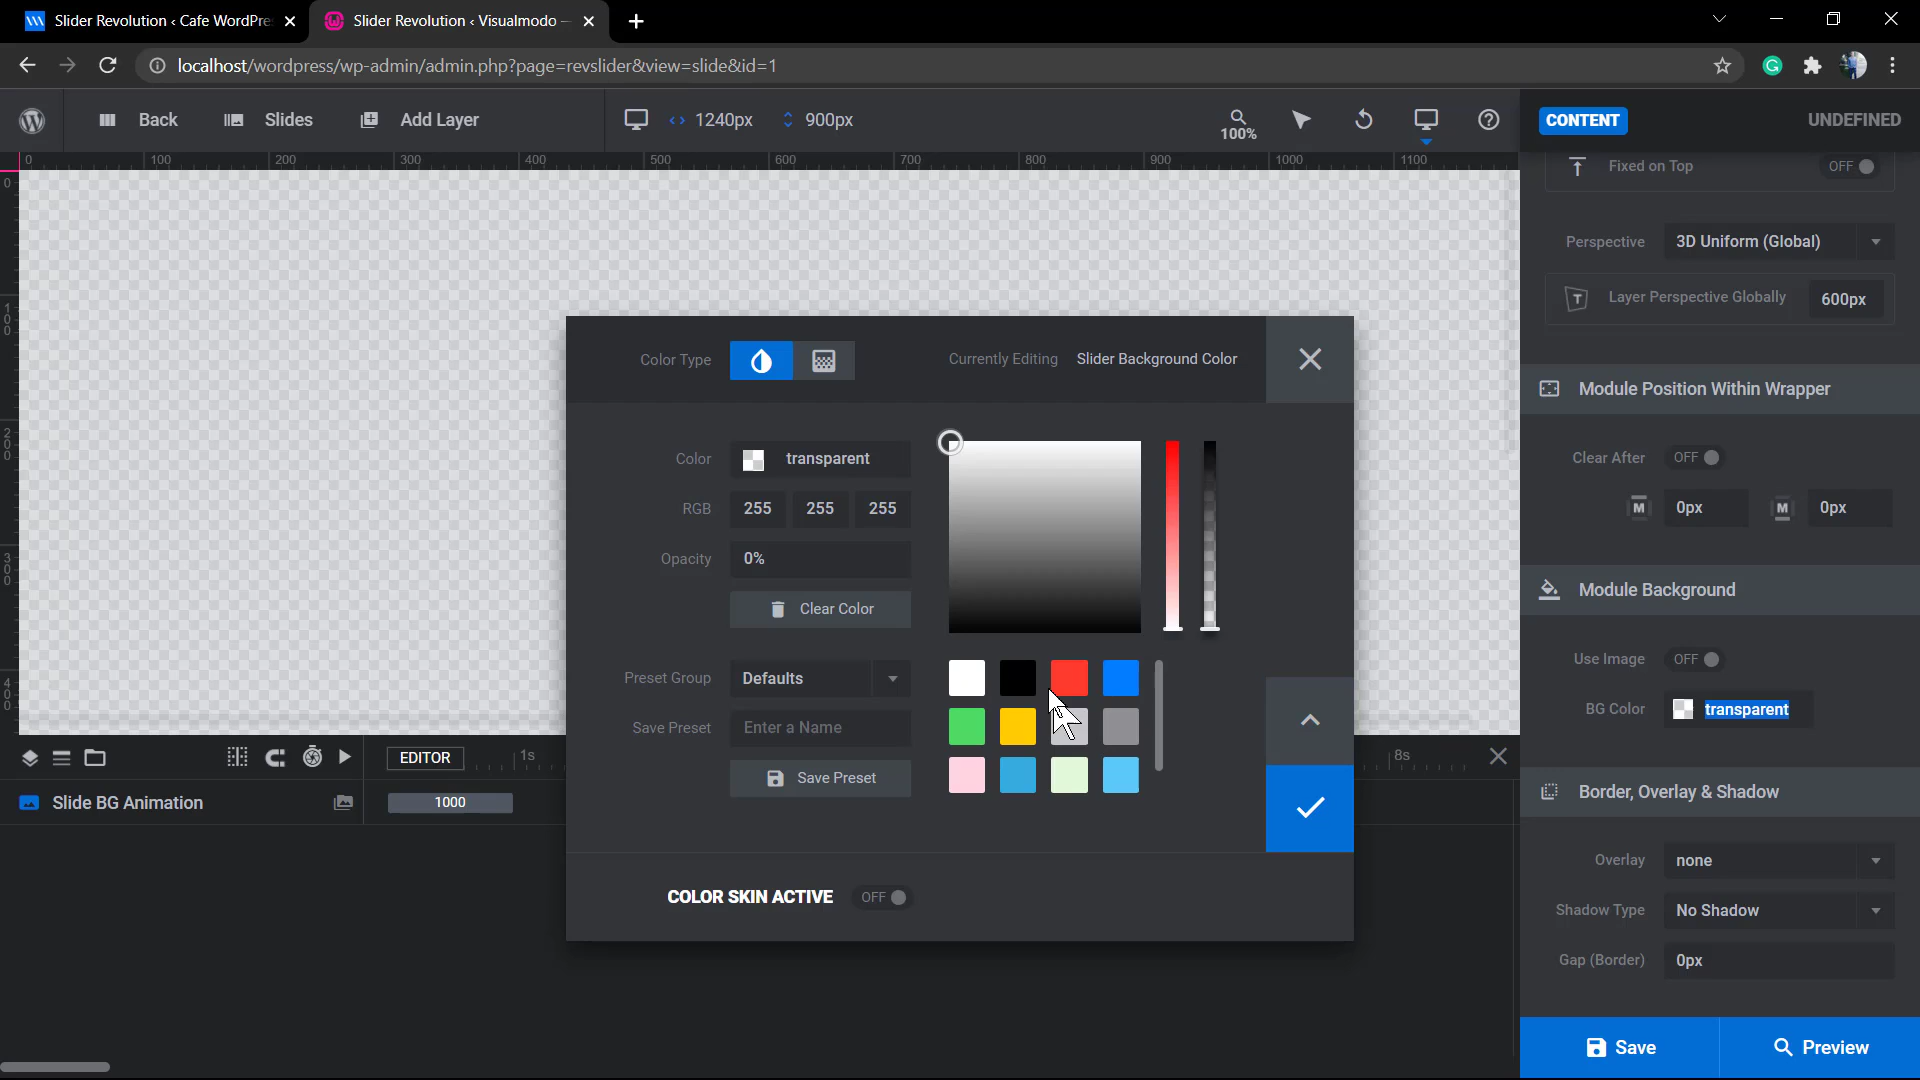 Slider Revolution ‹ Cafe WordPre
Slider Revolution ‹ Visualmodo —
localhost/wordpress/wp-admin/admin.php?page=revslider&view=slide&id=1
Back
Slides
Add Layer
1240px
900px
100%
CONTENT
UNDEFINED
0 100 200 300 400 500 600 700 800 900 1000 1100
0
100
200
300
400
Fixed on Top OFF
Perspective 3D Uniform (Global)
Layer Perspective Globally 600px
Module Position Within Wrapper
Clear After OFF
M 0px M 0px
Module Background
Use Image OFF
BG Color transparent
Border, Overlay & Shadow
Overlay none
Shadow Type No Shadow
Gap (Border) 0px
Save
Preview
Color Type
Currently Editing Slider Background Color
Color transparent
RGB 255 255 255
Opacity 0%
Clear Color
Preset Group Defaults
Save Preset Enter a Name
Save Preset
COLOR SKIN ACTIVE OFF
EDITOR 1s 8s
Slide BG Animation 1000